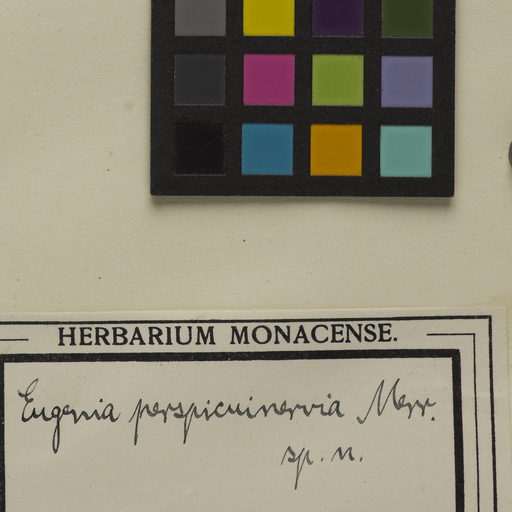 HERBARIUM MONACENSE.
Eugenia perspicuinervia Merr.
sp. n.